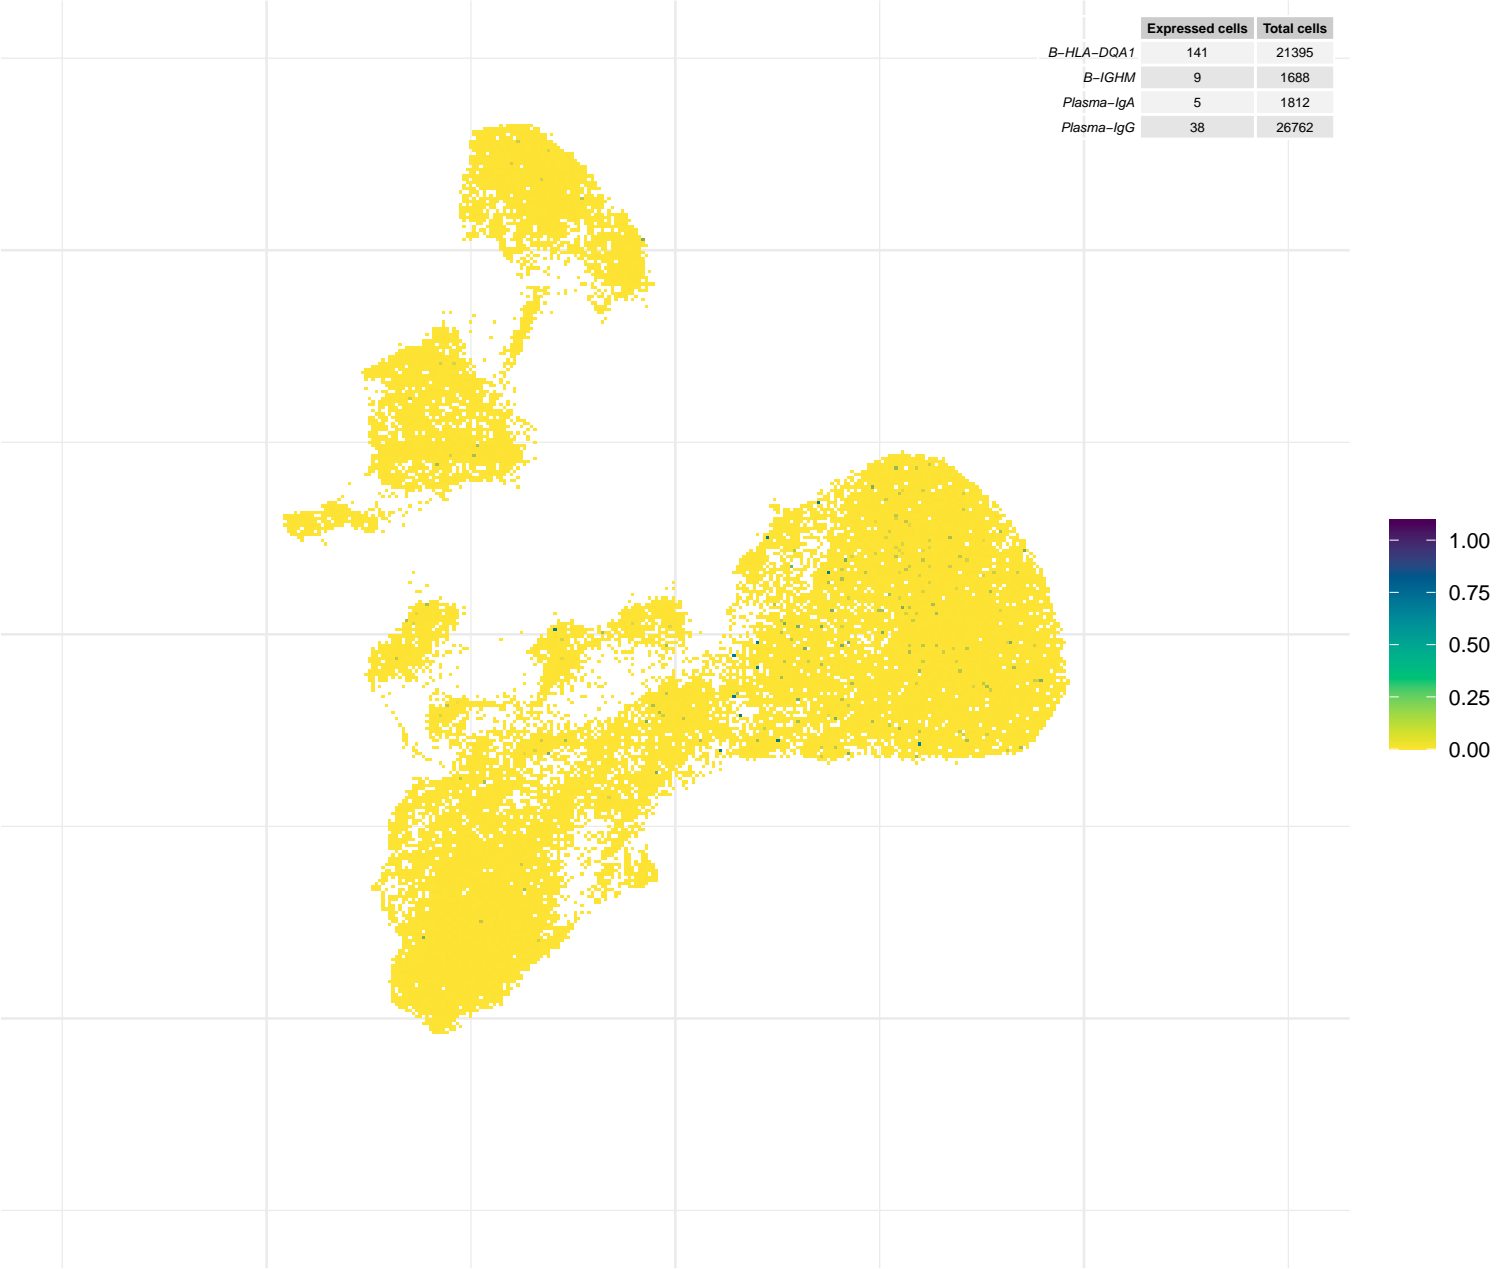 Expressed cells Total cells
B−HLA−DQA1 141 21395
B−IGHM 9 1688
Plasma−IgA 5 1812
Plasma−IgG 38 26762
1.00
0.75
0.50
0.25
0.00